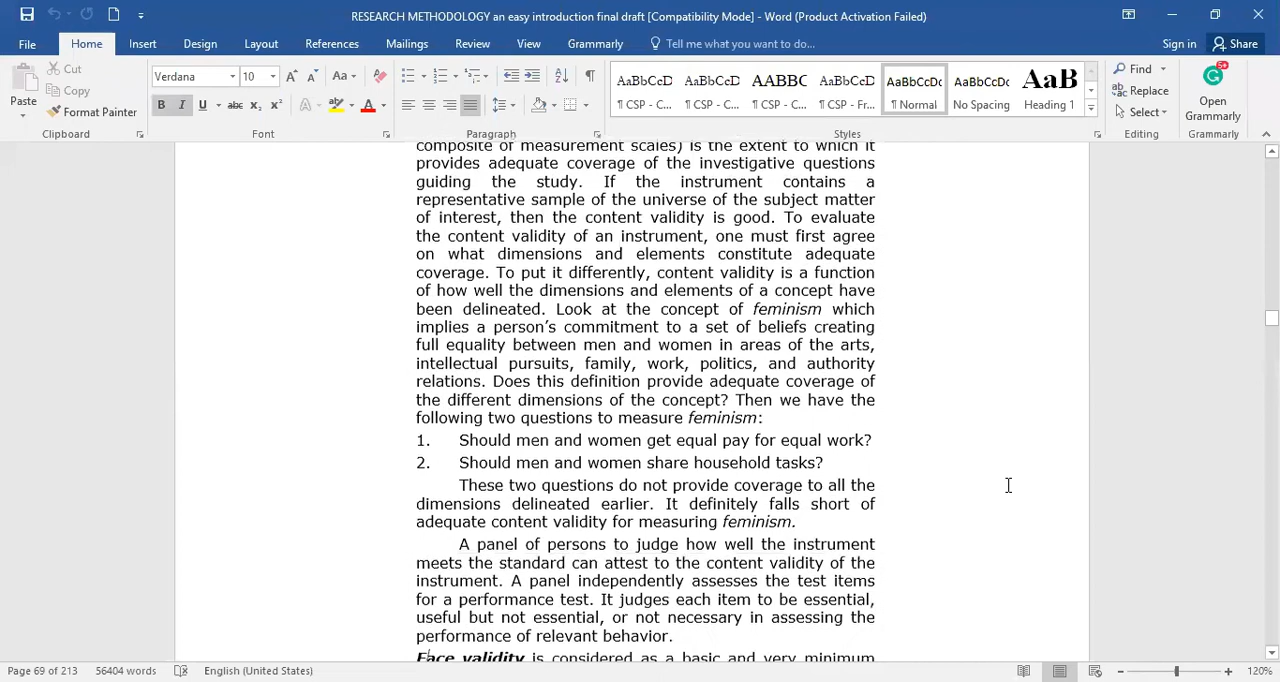 RESEARCH METHODOLOGY an easy introduction final draft [Compatibility Mode] - Word (Product Activation Failed)
File Home Insert Design Layout References Mailings Review View Grammarly Tell me what you want to do... Sign in Share
Paste
Cut
Copy
Format Painter
Clipboard
Verdana 10
Font
Paragraph
AaBbCcD AaBbCcD AABBC AaBbCcD AaBbCcDc AaBbCcDc AaB
¶ CSP - C... ¶ CSP - C... ¶ CSP - C... ¶ CSP - Fr... ¶ Normal No Spacing Heading 1
Styles
Find
Replace
Select
Editing
5+
Open
Grammarly
Grammarly
composite of measurement scales) is the extent to which it
provides adequate coverage of the investigative questions
guiding the study. If the instrument contains a
representative sample of the universe of the subject matter
of interest, then the content validity is good. To evaluate
the content validity of an instrument, one must first agree
on what dimensions and elements constitute adequate
coverage. To put it differently, content validity is a function
of how well the dimensions and elements of a concept have
been delineated. Look at the concept of feminism which
implies a person's commitment to a set of beliefs creating
full equality between men and women in areas of the arts,
intellectual pursuits, family, work, politics, and authority
relations. Does this definition provide adequate coverage of
the different dimensions of the concept? Then we have the
following two questions to measure feminism:
1. Should men and women get equal pay for equal work?
2. Should men and women share household tasks?
These two questions do not provide coverage to all the
dimensions delineated earlier. It definitely falls short of
adequate content validity for measuring feminism.
A panel of persons to judge how well the instrument
meets the standard can attest to the content validity of the
instrument. A panel independently assesses the test items
for a performance test. It judges each item to be essential,
useful but not essential, or not necessary in assessing the
performance of relevant behavior.
Face validity is considered as a basic and very minimum
Page 69 of 213 56404 words English (United States) 120%